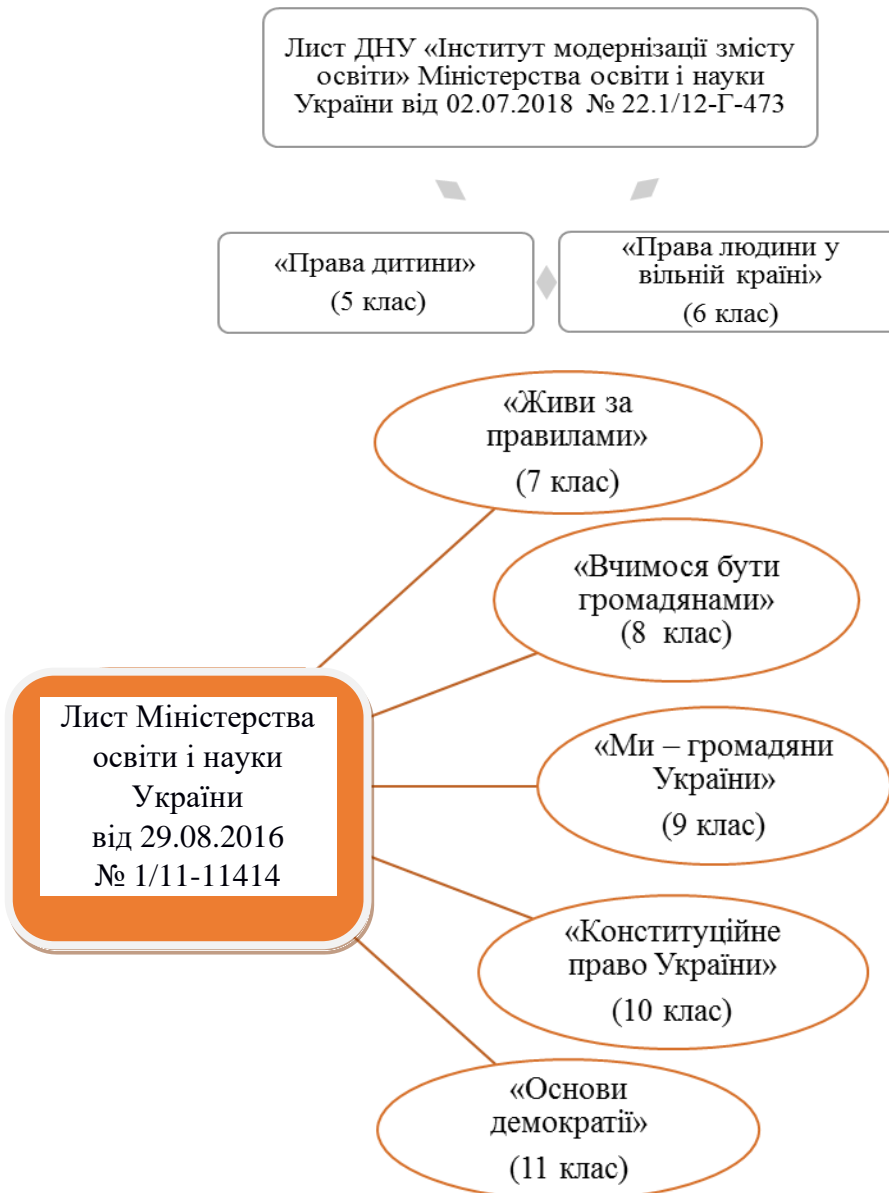 Лист ДНУ «Інститут модернізації змісту
освіти» Міністерства освіти і науки
України від 02.07.2018 № 22.1/12-Г-473
«Права дитини»
(5 клас)
«Права людини у
вільній країні»
(6 клас)
«Живи за
правилами»
(7 клас)
«Вчимося бути
громадянами»
(8 клас)
Лист Міністерства
освіти і науки
України
від 29.08.2016
№ 1/11-11414
«Ми – громадяни
України»
(9 клас)
«Конституційне
право України»
(10 клас)
«Основи
демократії»
(11 клас)